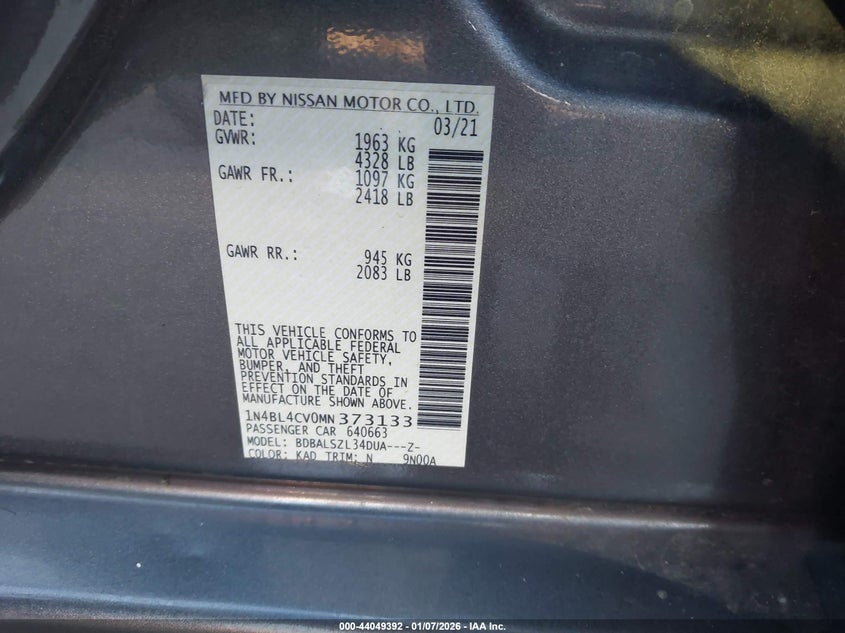 MFD BY NISSAN MOTOR CO., LTD.
DATE: 03/21
GVWR: 1963 KG
4328 LB
GAWR FR.: 1097 KG
2418 LB
GAWR RR.: 945 KG
2083 LB
THIS VEHICLE CONFORMS TO
ALL APPLICABLE FEDERAL
MOTOR VEHICLE SAFETY,
BUMPER, AND THEFT
PREVENTION STANDARDS IN
EFFECT ON THE DATE OF
MANUFACTURE SHOWN ABOVE.
1N4BL4CV0MN373133
PASSENGER CAR 640663
MODEL: BDBALSZL34DUA---Z-
COLOR: KAD TRIM: N 9N00A
000-44049392 - 01/07/2026 - IAA Inc.